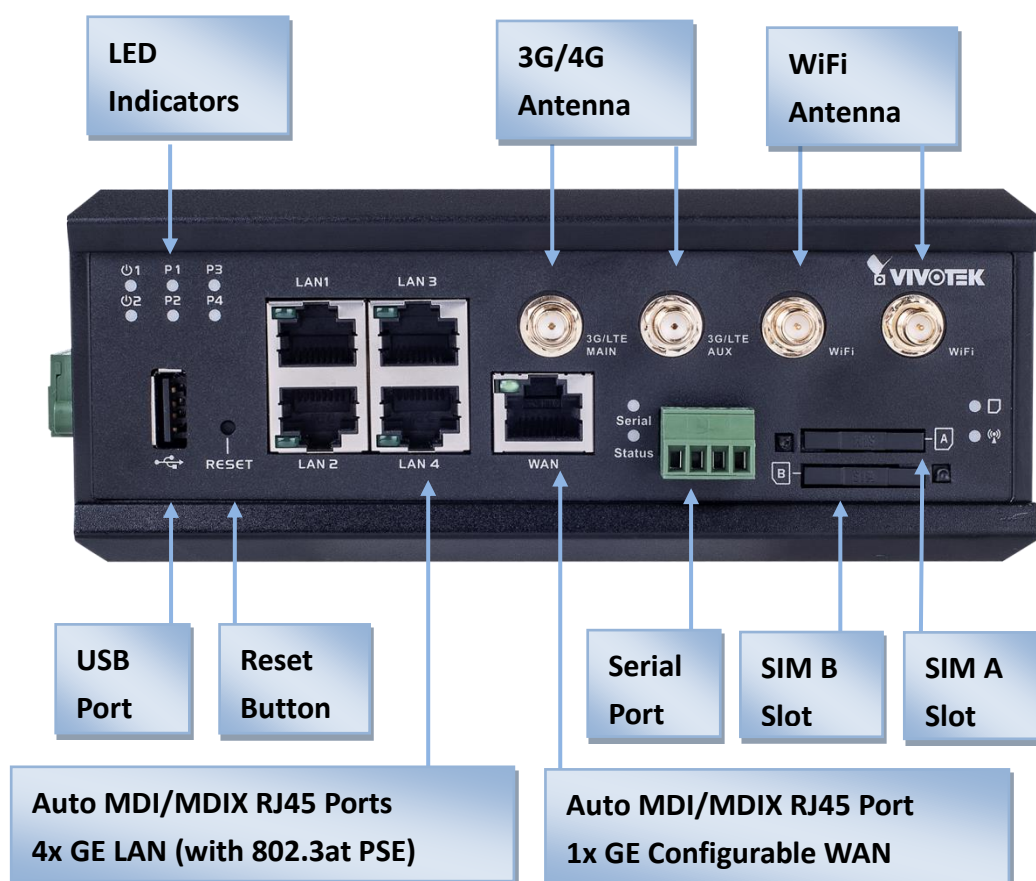 LED
Indicators
3G/4G
Antenna
WiFi
Antenna
1 P1 P3
2 P2 P4
LAN1
LAN 3
VIVOTEK
3G/LTE
MAIN
3G/LTE
AUX
WiFi
WiFi
Serial
Status
A
B
RESET
LAN 2
LAN 4
WAN
USB
Port
Reset
Button
Serial
Port
SIM B
Slot
SIM A
Slot
Auto MDI/MDIX RJ45 Ports
4x GE LAN (with 802.3at PSE)
Auto MDI/MDIX RJ45 Port
1x GE Configurable WAN